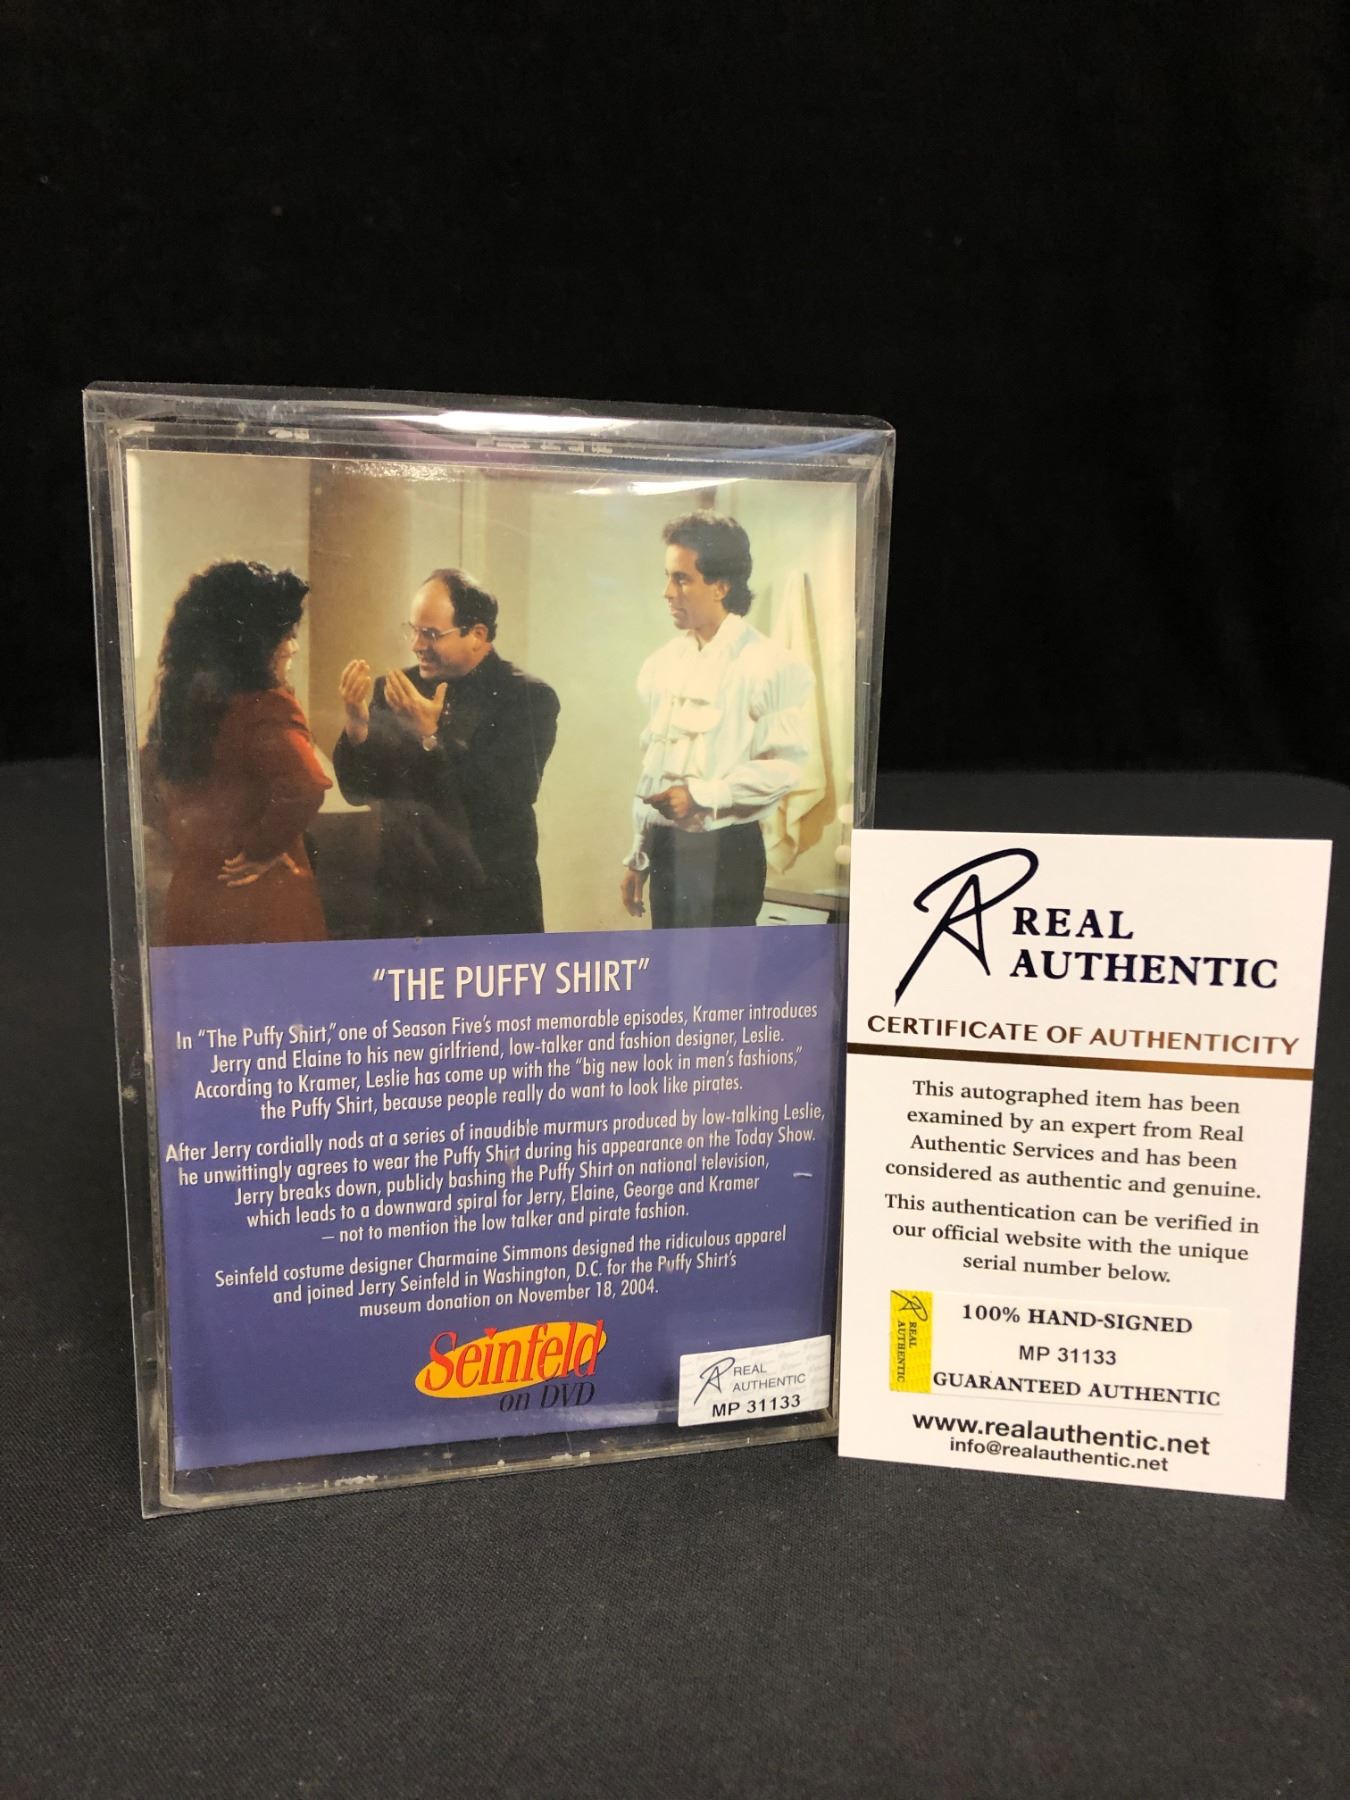 "THE PUFFY SHIRT"
In "The Puffy Shirt," one of Season Five's most memorable episodes, Kramer introduces
Jerry and Elaine to his new girlfriend, low-talker and fashion designer, Leslie.
According to Kramer, Leslie has come up with the "big new look in men's fashions,"
the Puffy Shirt, because people really do want to look like pirates.
After Jerry cordially nods at a series of inaudible murmurs produced by low-talking Leslie,
he unwittingly agrees to wear the Puffy Shirt during his appearance on the Today Show.
Jerry breaks down, publicly bashing the Puffy Shirt on national television,
which leads to a downward spiral for Jerry, Elaine, George and Kramer
– not to mention the low talker and pirate fashion.
Seinfeld costume designer Charmaine Simmons designed the ridiculous apparel
and joined Jerry Seinfeld in Washington, D.C. for the Puffy Shirt's
museum donation on November 18, 2004.
Seinfeld
on DVD
REAL
AUTHENTIC
MP 31133
REAL
AUTHENTIC
CERTIFICATE OF AUTHENTICITY
This autographed item has been
examined by an expert from Real
Authentic Services and has been
considered as authentic and genuine.
This authentication can be verified in
our official website with the unique
serial number below.
REAL
AUTHENTIC
100% HAND-SIGNED
MP 31133
GUARANTEED AUTHENTIC
www.realauthentic.net
info@realauthentic.net